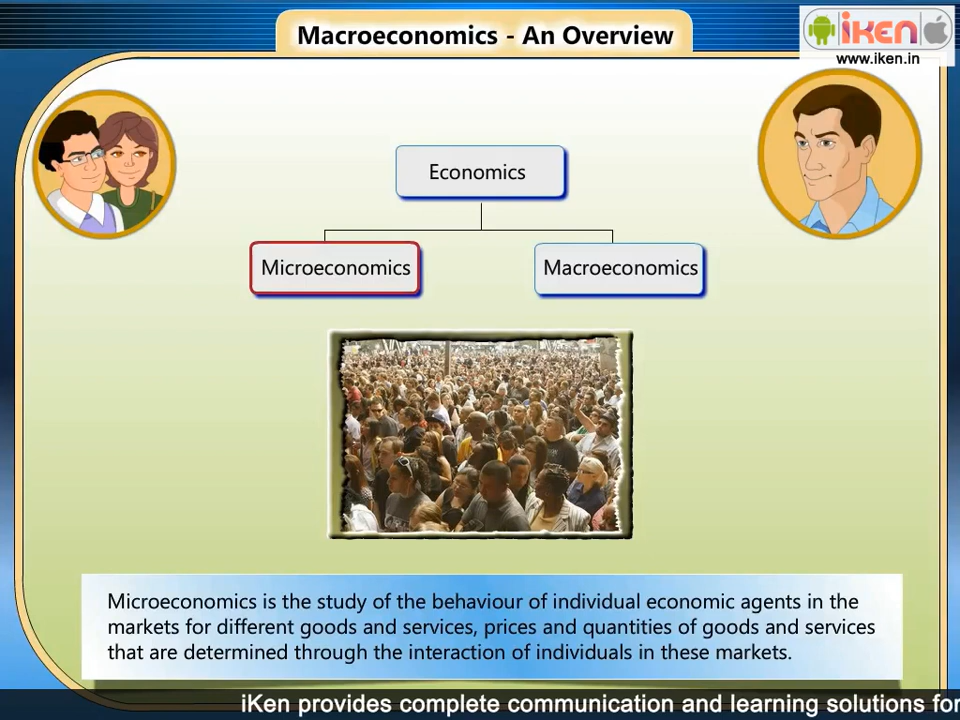 Macroeconomics - An Overview
iKEN
www.iken.in
Economics
Microeconomics
Macroeconomics
Microeconomics is the study of the behaviour of individual economic agents in the
markets for different goods and services, prices and quantities of goods and services
that are determined through the interaction of individuals in these markets.
iKen provides complete communication and learning solutions for